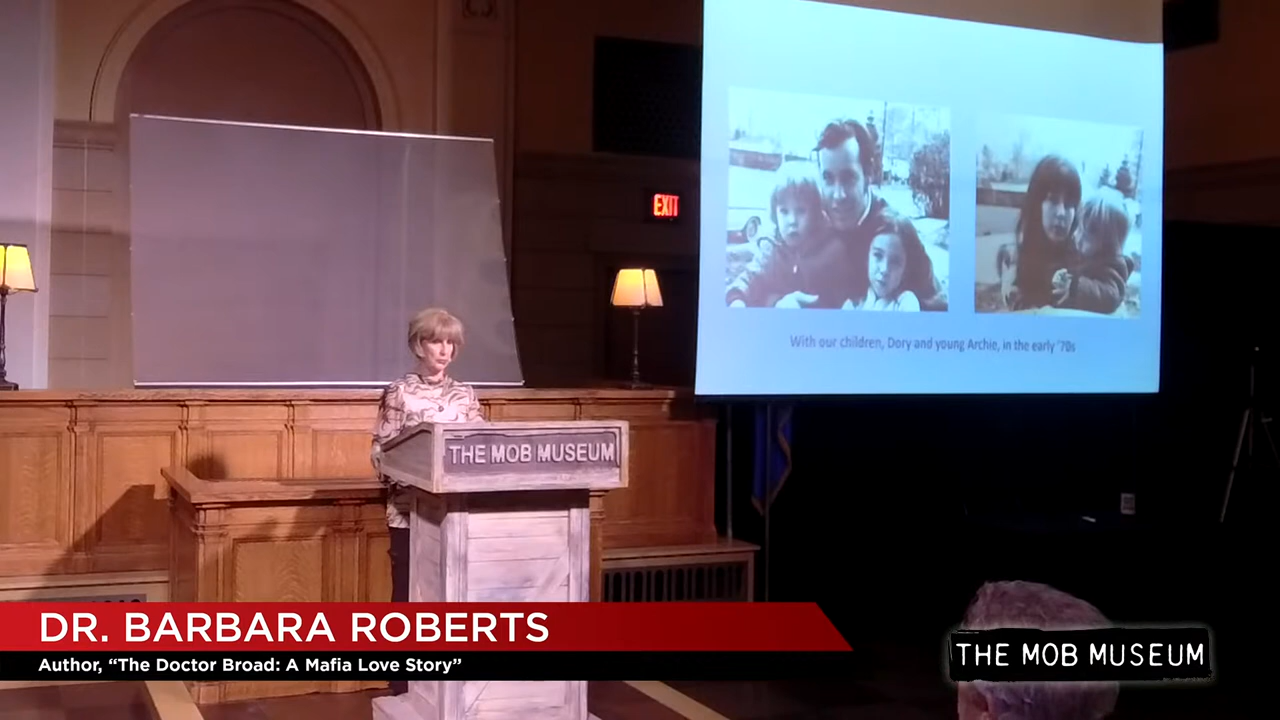 EXIT
With our children, Dory and young Archie, in the early '70s
THE MOB MUSEUM
DR. BARBARA ROBERTS
Author, “The Doctor Broad: A Mafia Love Story”
THE MOB MUSEUM